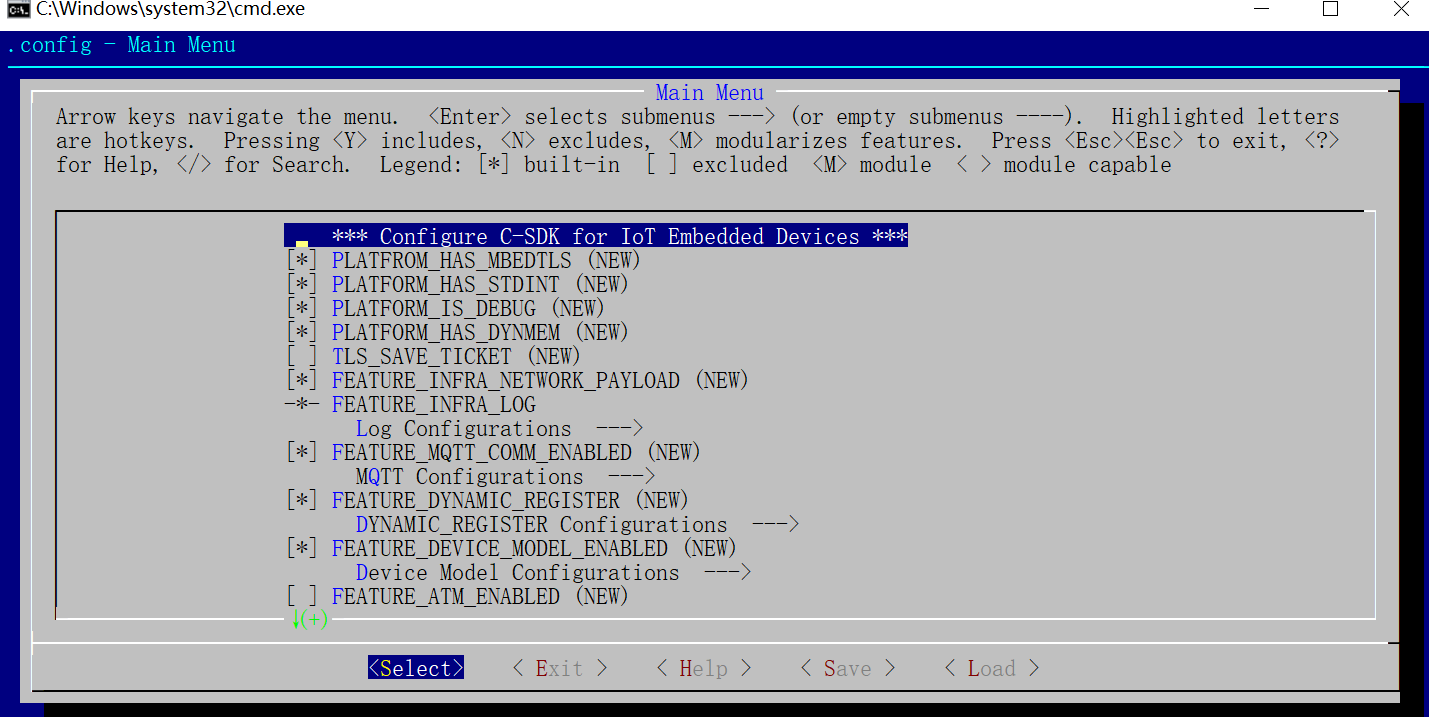 C:\Windows\system32\cmd.exe
.config - Main Menu
Main Menu
Arrow keys navigate the menu.  <Enter> selects submenus ---> (or empty submenus ----).  Highlighted letters
are hotkeys.  Pressing <Y> includes, <N> excludes, <M> modularizes features.  Press <Esc><Esc> to exit, <?>
for Help, </> for Search.  Legend: [*] built-in  [ ] excluded  <M> module  < > module capable
*** Configure C-SDK for IoT Embedded Devices ***
[*] PLATFROM_HAS_MBEDTLS (NEW)
[*] PLATFORM_HAS_STDINT (NEW)
[*] PLATFORM_IS_DEBUG (NEW)
[*] PLATFORM_HAS_DYNMEM (NEW)
[ ] TLS_SAVE_TICKET (NEW)
[*] FEATURE_INFRA_NETWORK_PAYLOAD (NEW)
-*- FEATURE_INFRA_LOG
Log Configurations  --->
[*] FEATURE_MQTT_COMM_ENABLED (NEW)
MQTT Configurations  --->
[*] FEATURE_DYNAMIC_REGISTER (NEW)
DYNAMIC_REGISTER Configurations  --->
[*] FEATURE_DEVICE_MODEL_ENABLED (NEW)
Device Model Configurations  --->
[ ] FEATURE_ATM_ENABLED (NEW)
↓(+)
<Select>    < Exit >    < Help >    < Save >    < Load >